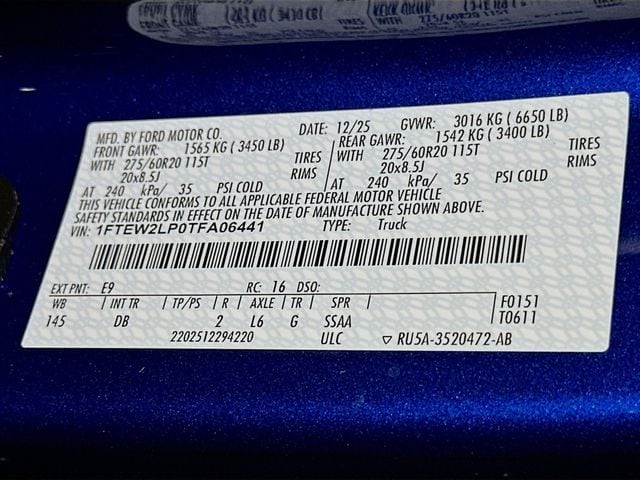 MFD. BY FORD MOTOR CO. DATE: 12/25 GVWR: 3016 KG ( 6650 LB)
FRONT GAWR: 1565 KG ( 3450 LB) REAR GAWR: 1542 KG ( 3400 LB)
WITH 275/60R20 115T TIRES WITH 275/60R20 115T TIRES
20x8.5J RIMS 20x8.5J RIMS
AT 240 kPa/ 35 PSI COLD AT 240 kPa/ 35 PSI COLD
THIS VEHICLE CONFORMS TO ALL APPLICABLE FEDERAL MOTOR VEHICLE
SAFETY STANDARDS IN EFFECT ON THE DATE OF MANUFACTURE SHOWN ABOVE.
VIN: 1FTEW2LP0TFA06441 TYPE: Truck
EXT PNT: E9 RC: 16 DSO:
WB INT TR TP/PS R AXLE TR SPR F0151
145 DB 2 L6 G SSAA T0611
2202512294220 ULC ▽ RU5A-3520472-AB